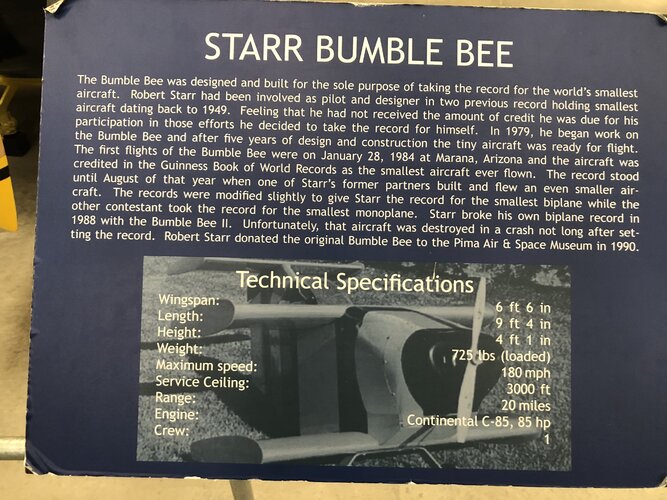 STARR BUMBLE BEE
The Bumble Bee was designed and built for the sole purpose of taking the record for the world's smallest
aircraft. Robert Starr had been involved as pilot and designer in two previous record holding smallest
aircraft dating back to 1949. Feeling that he had not received the amount of credit he was due for his
participation in those efforts he decided to take the record for himself. In 1979, he began work on
the Bumble Bee and after five years of design and construction the tiny aircraft was ready for flight.
The first flights of the Bumble Bee were on January 28, 1984 at Marana, Arizona and the aircraft was
credited in the Guinness Book of World Records as the smallest aircraft ever flown. The record stood
until August of that year when one of Starr's former partners built and flew an even smaller air-
craft. The records were modified slightly to give Starr the record for the smallest biplane while the
other contestant took the record for the smallest monoplane. Starr broke his own biplane record in
1988 with the Bumble Bee II. Unfortunately, that aircraft was destroyed in a crash not long after set-
ting the record. Robert Starr donated the original Bumble Bee to the Pima Air & Space Museum in 1990.
Technical Specifications
Wingspan: 6 ft 6 in
Length: 9 ft 4 in
Height: 4 ft 1 in
Weight: 725 lbs (loaded)
Maximum speed: 180 mph
Service Ceiling: 3000 ft
Range: 20 miles
Engine: Continental C-85, 85 hp
Crew: 1